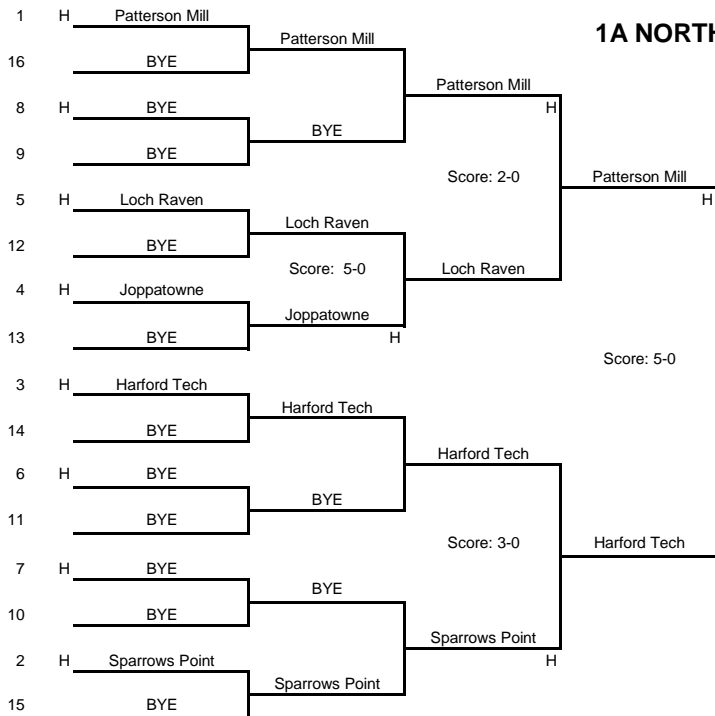 1 H Patterson Mill
1A NORTH
Patterson Mill
16 BYE
Patterson Mill
8 H BYE
H
BYE
9 BYE
Score: 2-0
Patterson Mill
5 H Loch Raven
H
Loch Raven
12 BYE
Score: 5-0
Loch Raven
4 H Joppatowne
Joppatowne
13 BYE
H
Score: 5-0
3 H Harford Tech
Harford Tech
14 BYE
Harford Tech
6 H BYE
BYE
11 BYE
Score: 3-0
Harford Tech
7 H BYE
BYE
10 BYE
Sparrows Point
2 H Sparrows Point
H
Sparrows Point
15 BYE